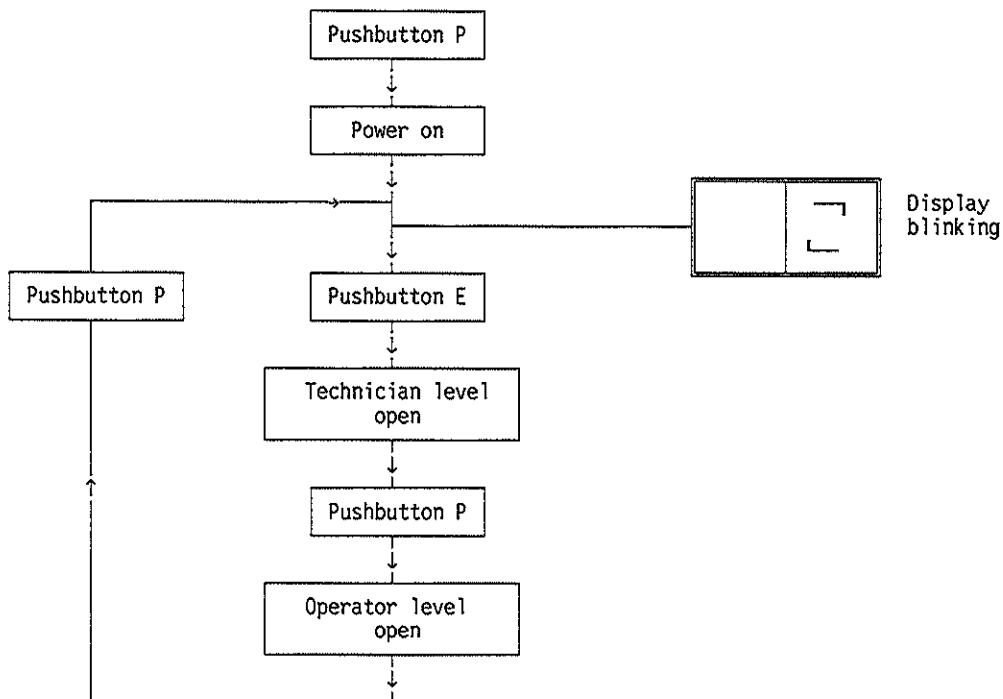 Pushbutton P
Power on
Display
blinking
Pushbutton P
Pushbutton E
Technician level
open
Pushbutton P
Operator level
open